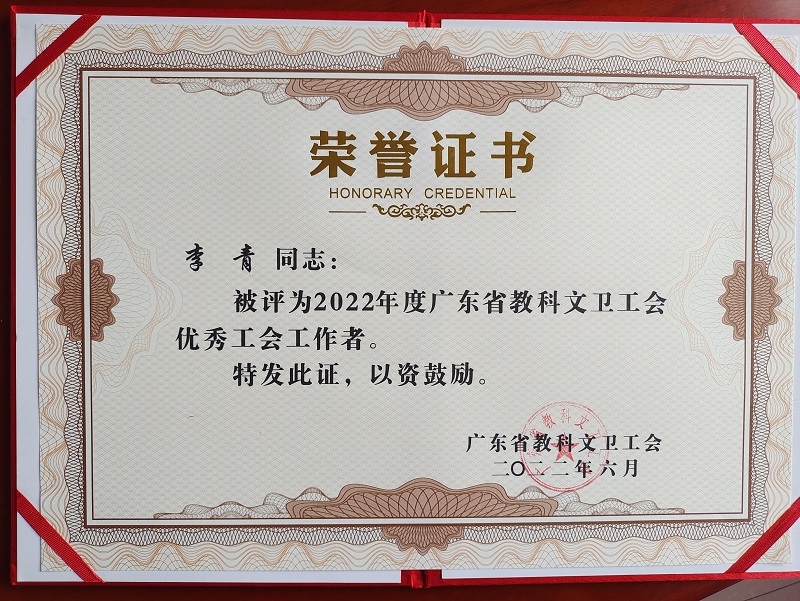 荣誉证书
HONORARY CREDENTIAL
李 青 同志：
被评为2022年度广东省教科文卫工会
优秀工会工作者。
特发此证，以资鼓励。
广东省教科文卫工会
二〇二二年六月